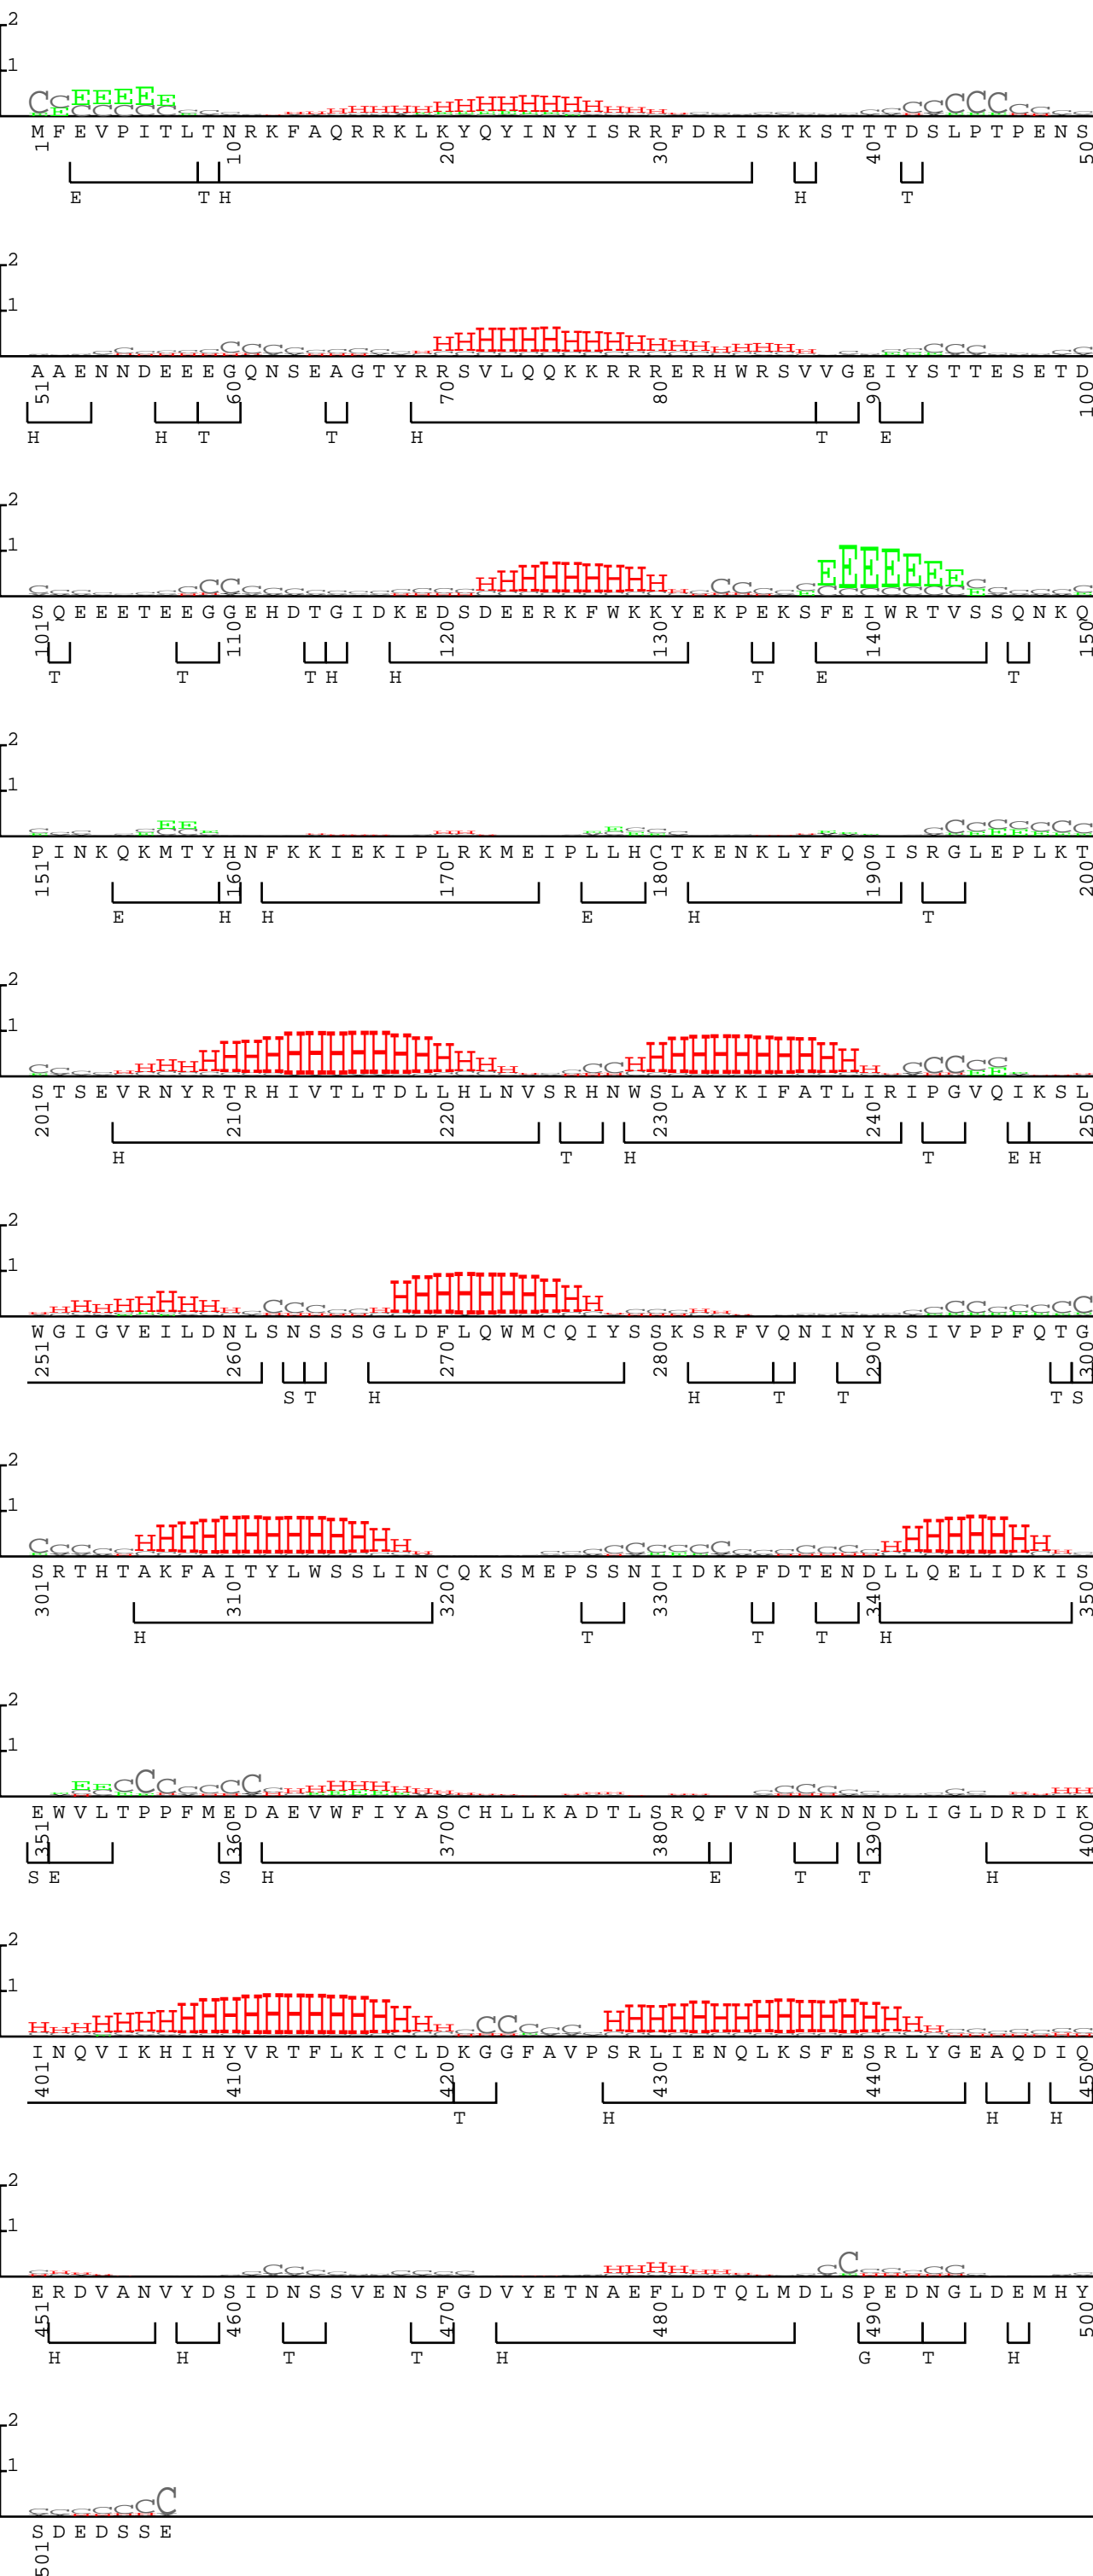 2
1
M F E V P I T L T N R K F A Q R R K L K Y Q Y I N Y I S R R F D R I S K K S T T T D S L P T P E N S
1 10 20 30 40 50
E T H H T
2
1
A A E N N D E E E G Q N S E A G T Y R R S V L Q Q K K R R R E R H W R S V V G E I Y S T T E S E T D
51 60 70 80 90 100
H H T T H T E
2
1
S Q E E E T E E G G E H D T G I D K E D S D E E R K F W K K Y E K P E K S F E I W R T V S S Q N K Q
101 110 120 130 140 150
T T T H H T E T
2
1
P I N K Q K M T Y H N F K K I E K I P L R K M E I P L L H C T K E N K L Y F Q S I S R G L E P L K T
151 160 170 180 190 200
E H H E H T
2
1
S T S E V R N Y R T R H I V T L T D L L H L N V S R H N W S L A Y K I F A T L I R I P G V Q I K S L
201 210 220 230 240 250
H T H T E H
2
1
W G I G V E I L D N L S N S S S G L D F L Q W M C Q I Y S S K S R F V Q N I N Y R S I V P P F Q T G
251 260 270 280 290 300
S T H H T T T S
2
1
S R T H T A K F A I T Y L W S S L I N C Q K S M E P S S N I I D K P F D T E N D L L Q E L I D K I S
301 310 320 330 340 350
H T T T H
2
1
E W V L T P P F M E D A E V W F I Y A S C H L L K A D T L S R Q F V N D N K N N D L I G L D R D I K
351 360 370 380 390 400
S E S H E T T H
2
1
I N Q V I K H I H Y V R T F L K I C L D K G G F A V P S R L I E N Q L K S F E S R L Y G E A Q D I Q
401 410 420 430 440 450
T H H H
2
1
E R D V A N V Y D S I D N S S V E N S F G D V Y E T N A E F L D T Q L M D L S P E D N G L D E M H Y
451 460 470 480 490 500
H H T T H G T H
2
1
S D E D S S E
501